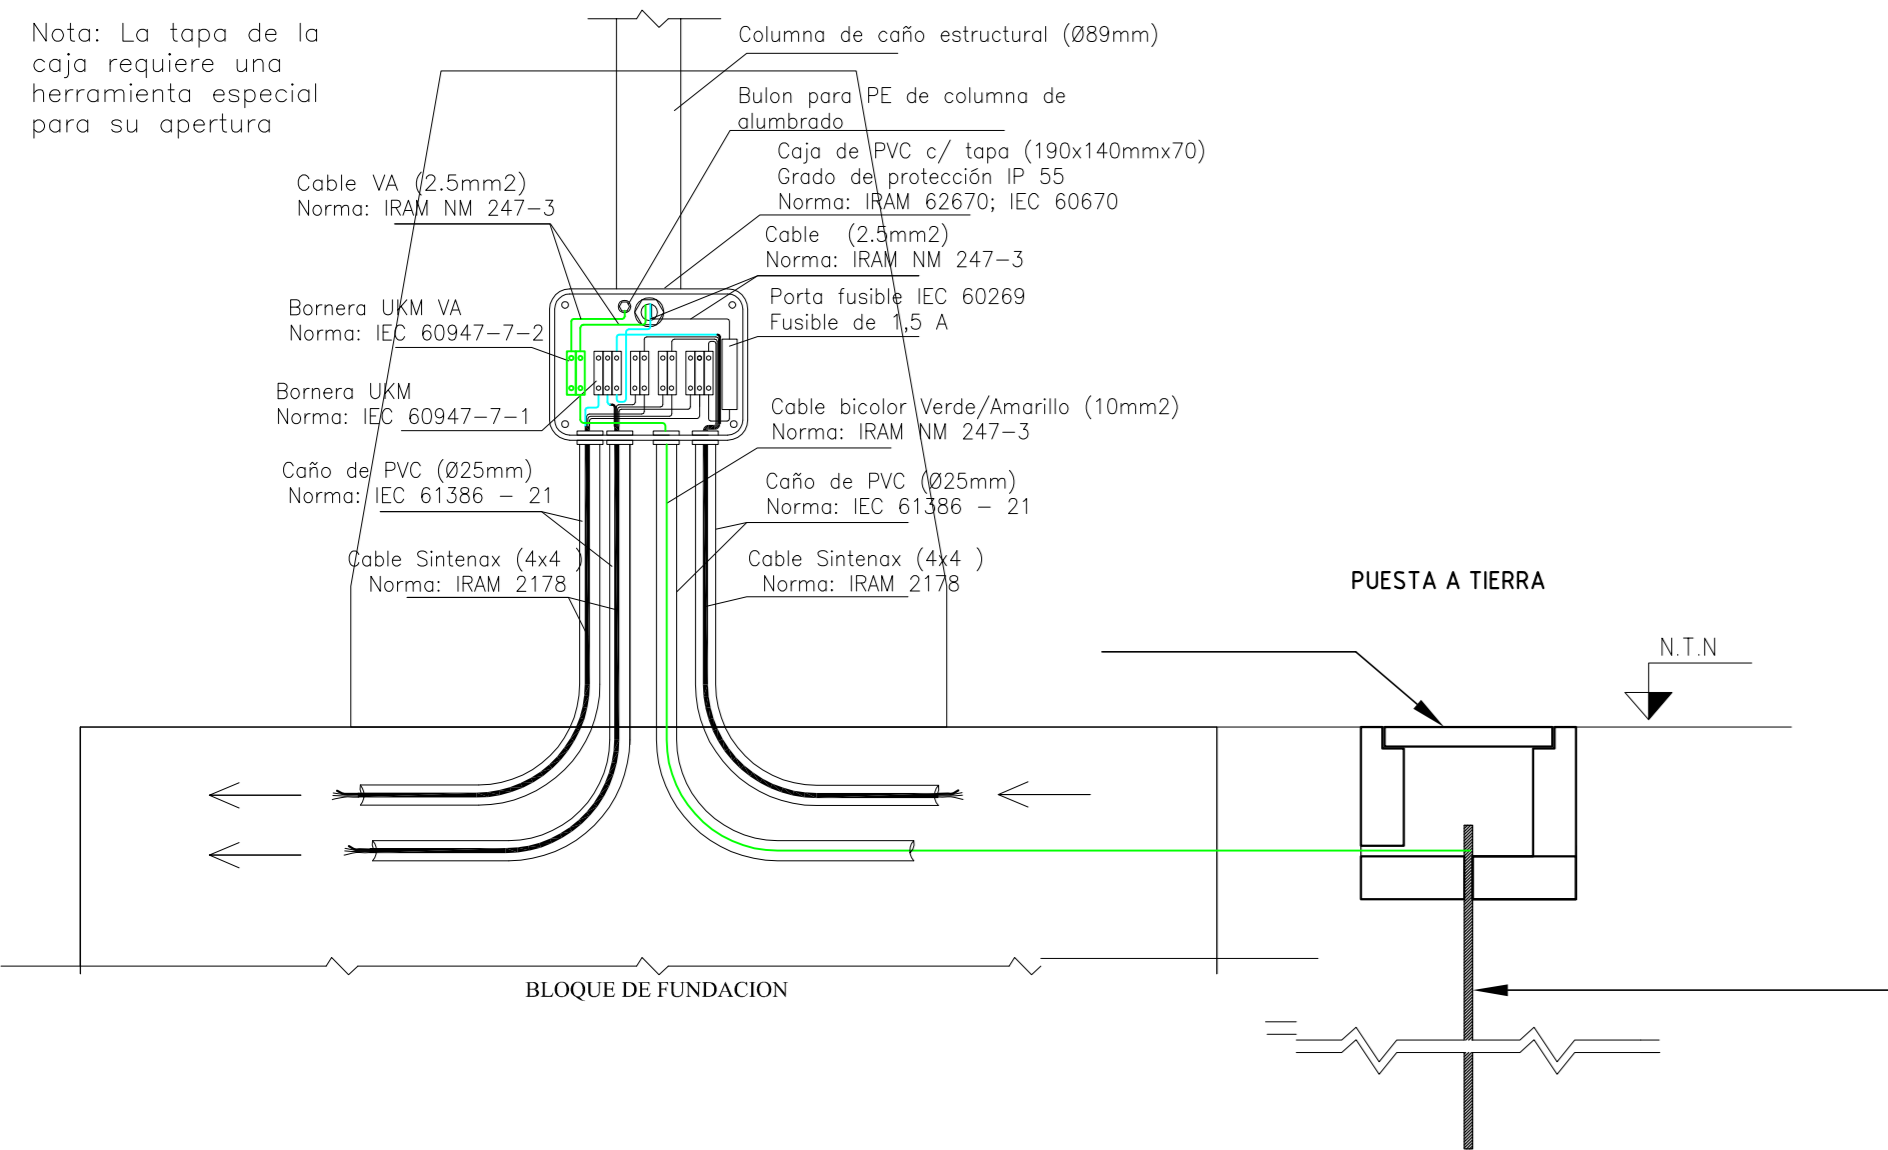 Nota: La tapa de la
caja requiere una
herramienta especial
para su apertura
Columna de caño estructural (Ø89mm)
Bulon para PE de columna de
alumbrado
Caja de PVC c/ tapa (190x140mmx70)
Grado de protección IP 55
Norma: IRAM 62670; IEC 60670
Cable VA (2.5mm2)
Norma: IRAM NM 247-3
Cable (2.5mm2)
Norma: IRAM NM 247-3
Bornera UKM VA
Norma: IEC 60947-7-2
Porta fusible IEC 60269
Fusible de 1,5 A
Bornera UKM
Norma: IEC 60947-7-1
Cable bicolor Verde/Amarillo (10mm2)
Norma: IRAM NM 247-3
Caño de PVC (Ø25mm)
Norma: IEC 61386 - 21
Caño de PVC (Ø25mm)
Norma: IEC 61386 - 21
Cable Sintenax (4x4 )
Norma: IRAM 2178
Cable Sintenax (4x4 )
Norma: IRAM 2178
PUESTA A TIERRA
N.T.N
BLOQUE DE FUNDACION